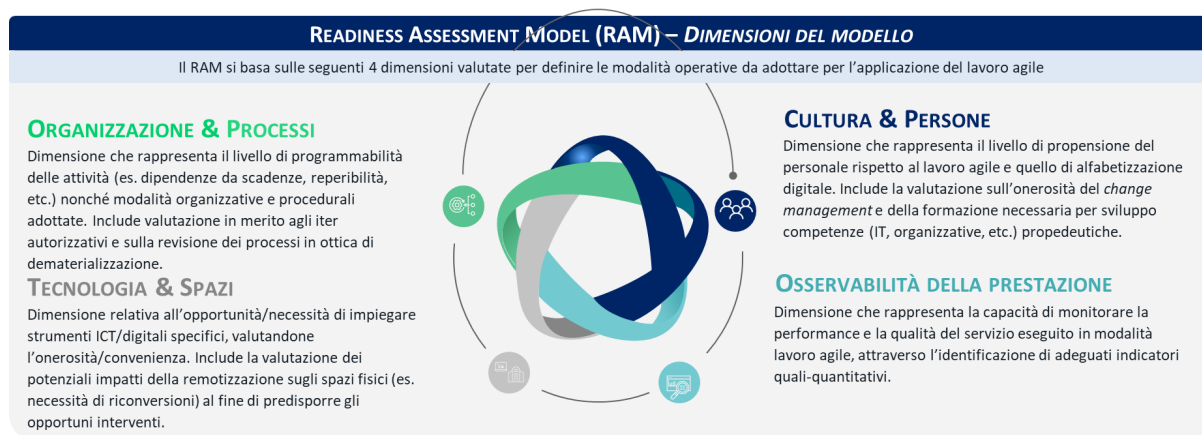 READINESS ASSESSMENT MODEL (RAM) – DIMENSIONI DEL MODELLO
Il RAM si basa sulle seguenti 4 dimensioni valutate per definire le modalità operative da adottare per l’applicazione del lavoro agile
ORGANIZZAZIONE & PROCESSI
Dimensione che rappresenta il livello di programmabilità
delle attività (es. dipendenze da scadenze, reperibilità,
etc.) nonché modalità organizzative e procedurali
adottate. Include valutazione in merito agli iter
autorizzativi e sulla revisione dei processi in ottica di
dematerializzazione.
TECNOLOGIA & SPAZI
Dimensione relativa all’opportunità/necessità di impiegare
strumenti ICT/digitali specifici, valutandone
l’onerosità/convenienza. Include la valutazione dei
potenziali impatti della remotizzazione sugli spazi fisici (es.
necessità di riconversioni) al fine di predisporre gli
opportuni interventi.
CULTURA & PERSONE
Dimensione che rappresenta il livello di propensione del
personale rispetto al lavoro agile e quello di alfabetizzazione
digitale. Include la valutazione sull’onerosità del change
management e della formazione necessaria per sviluppo
competenze (IT, organizzative, etc.) propedeutiche.
OSSERVABILITÀ DELLA PRESTAZIONE
Dimensione che rappresenta la capacità di monitorare la
performance e la qualità del servizio eseguito in modalità
lavoro agile, attraverso l’identificazione di adeguati indicatori
quali-quantitativi.